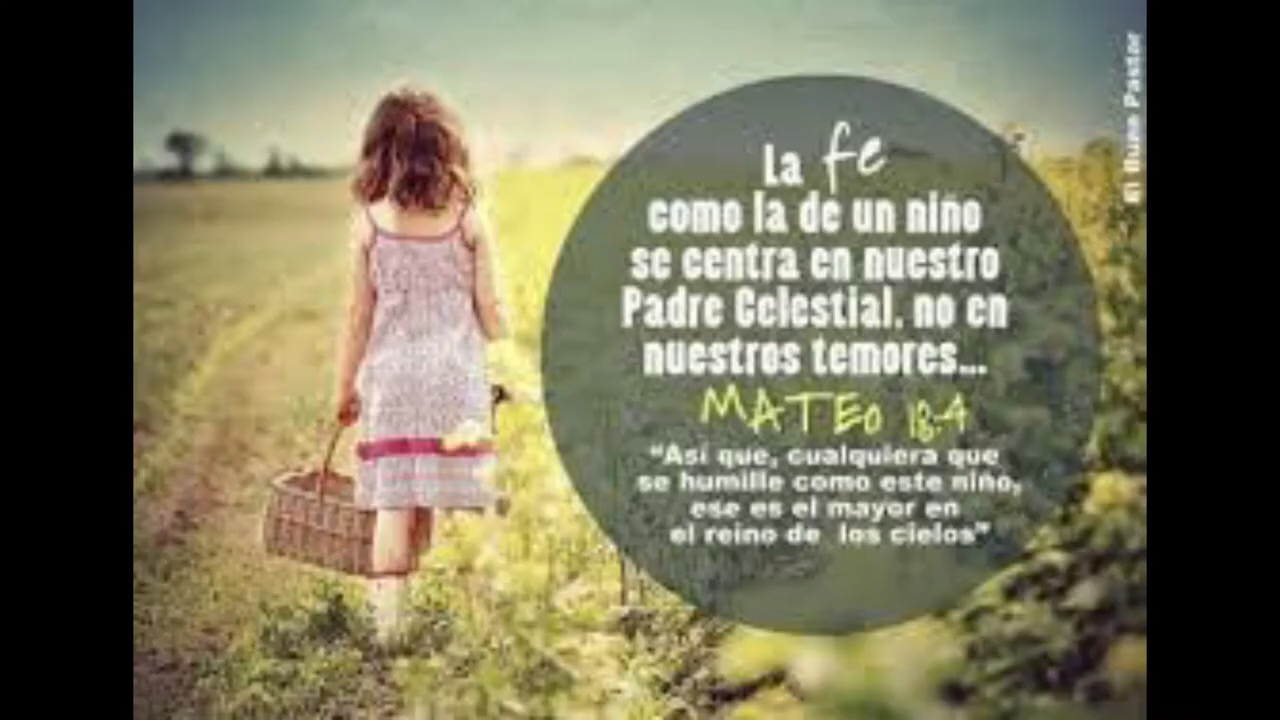 La fe
como la de un niño
se centra en nuestro
Padre Celestial, no en
nuestros temores...
MATEO 18:4
“Así que, cualquiera que
se humille como este niño,
ese es el mayor en
el reino de los cielos”
Pastor